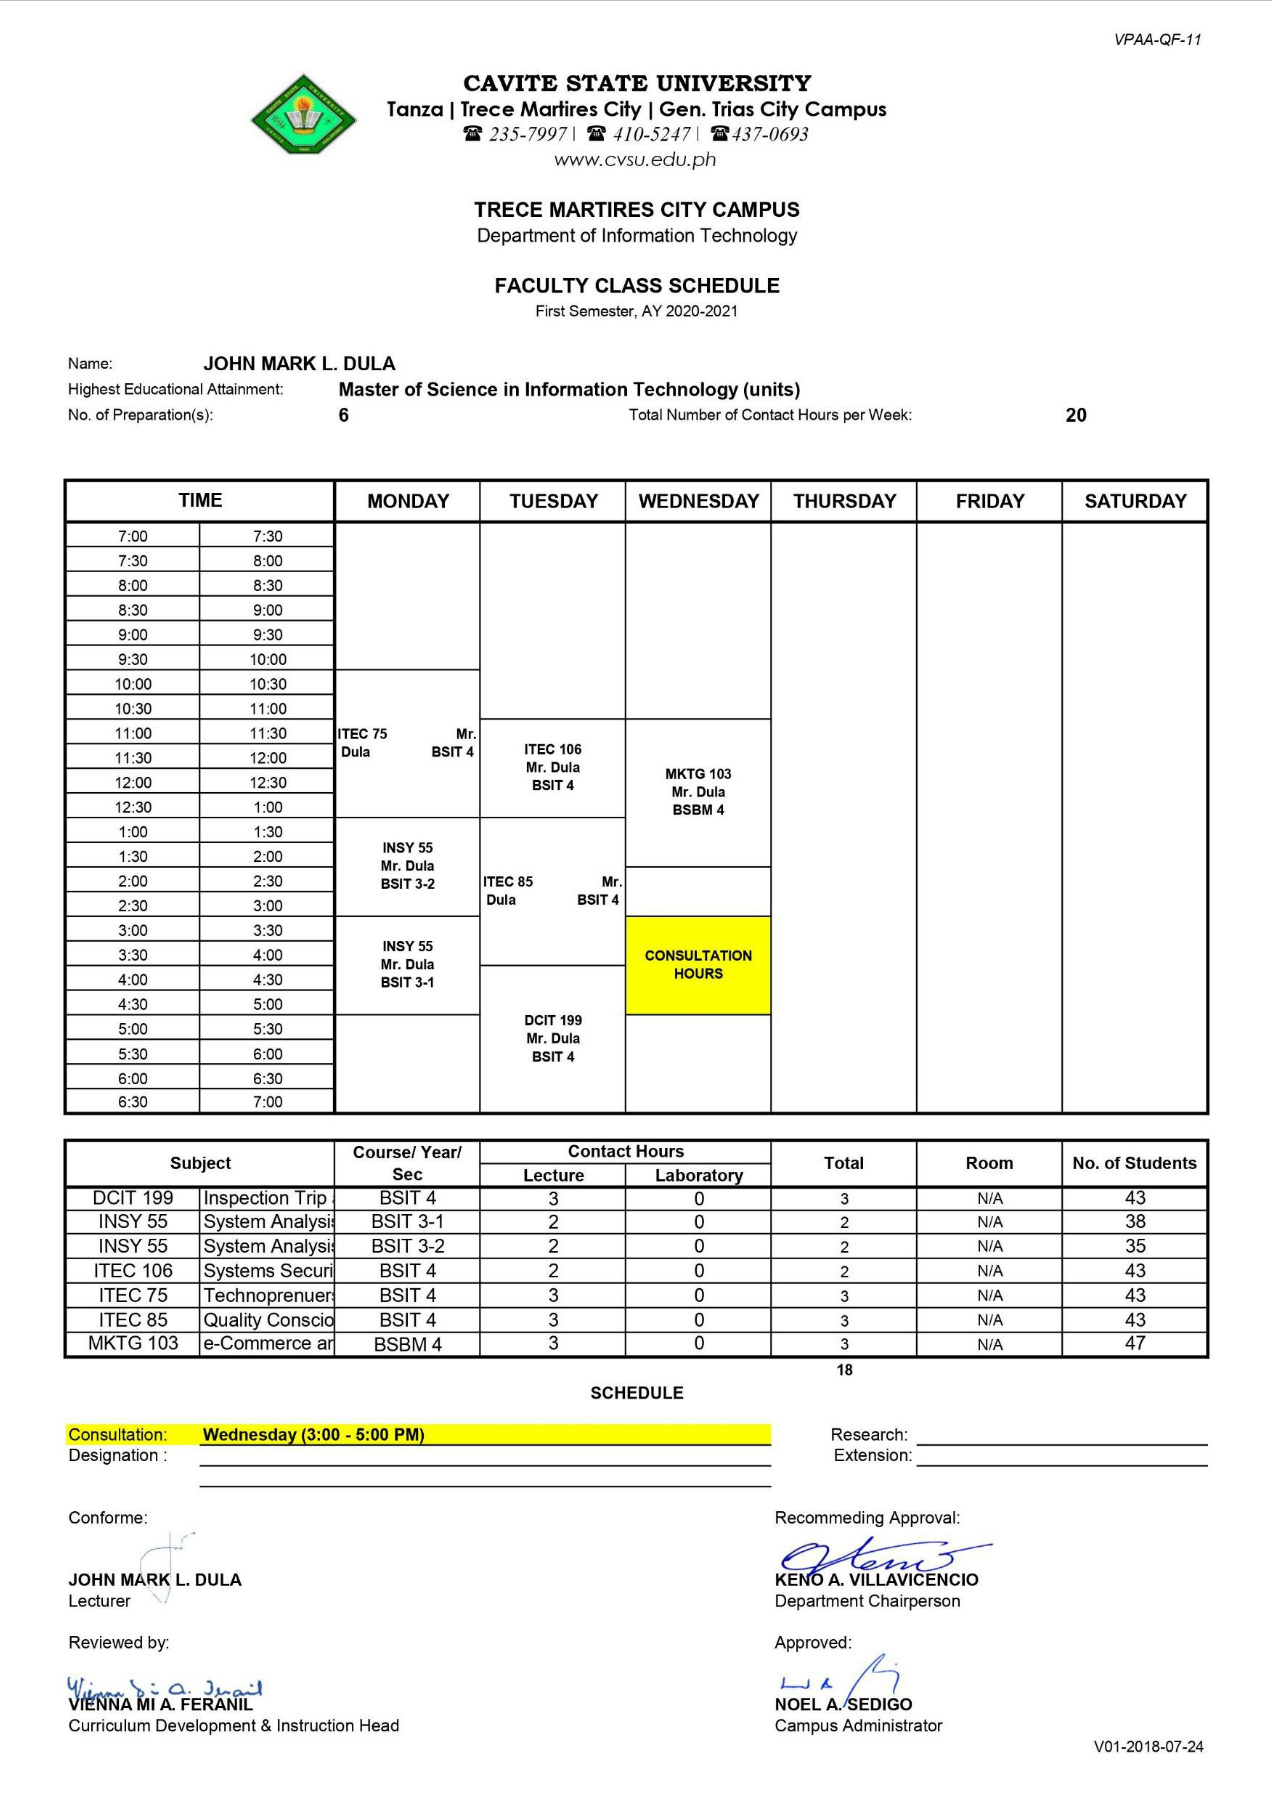 VPAA-QF-11
CAVITE STATE UNIVERSITY
Tanza | Trece Martires City | Gen. Trias City Campus
☎ 235-7997 | ☎ 410-5247 | ☎ 437-0693
www.cvsu.edu.ph
TRECE MARTIRES CITY CAMPUS
Department of Information Technology
FACULTY CLASS SCHEDULE
First Semester, AY 2020-2021
Name: JOHN MARK L. DULA
Highest Educational Attainment: Master of Science in Information Technology (units)
No. of Preparation(s): 6 Total Number of Contact Hours per Week: 20
TIME MONDAY TUESDAY WEDNESDAY THURSDAY FRIDAY SATURDAY
7:00 7:30
7:30 8:00
8:00 8:30
8:30 9:00
9:00 9:30
9:30 10:00
10:00 10:30
10:30 11:00
11:00 11:30
11:30 12:00
12:00 12:30
12:30 1:00
1:00 1:30
1:30 2:00
2:00 2:30
2:30 3:00
3:00 3:30
3:30 4:00
4:00 4:30
4:30 5:00
5:00 5:30
5:30 6:00
6:00 6:30
6:30 7:00
ITEC 75 Mr.
Dula BSIT 4
INSY 55
Mr. Dula
BSIT 3-2
INSY 55
Mr. Dula
BSIT 3-1
ITEC 106
Mr. Dula
BSIT 4
ITEC 85 Mr.
Dula BSIT 4
DCIT 199
Mr. Dula
BSIT 4
MKTG 103
Mr. Dula
BSBM 4
CONSULTATION
HOURS
Subject Course/ Year/ Sec Contact Hours Total Room No. of Students
Lecture Laboratory
DCIT 199 Inspection Trip BSIT 4 3 0 3 N/A 43
INSY 55 System Analysi BSIT 3-1 2 0 2 N/A 38
INSY 55 System Analysi BSIT 3-2 2 0 2 N/A 35
ITEC 106 Systems Securi BSIT 4 2 0 2 N/A 43
ITEC 75 Technoprenuer BSIT 4 3 0 3 N/A 43
ITEC 85 Quality Conscio BSIT 4 3 0 3 N/A 43
MKTG 103 e-Commerce ar BSBM 4 3 0 3 N/A 47
18
SCHEDULE
Consultation: Wednesday (3:00 - 5:00 PM) Research:
Designation : Extension:
Conforme: Recommeding Approval:
JOHN MARK L. DULA KENO A. VILLAVICENCIO
Lecturer Department Chairperson
Reviewed by: Approved:
VIENNA MI A. FERANIL NOEL A. SEDIGO
Curriculum Development & Instruction Head Campus Administrator
V01-2018-07-24